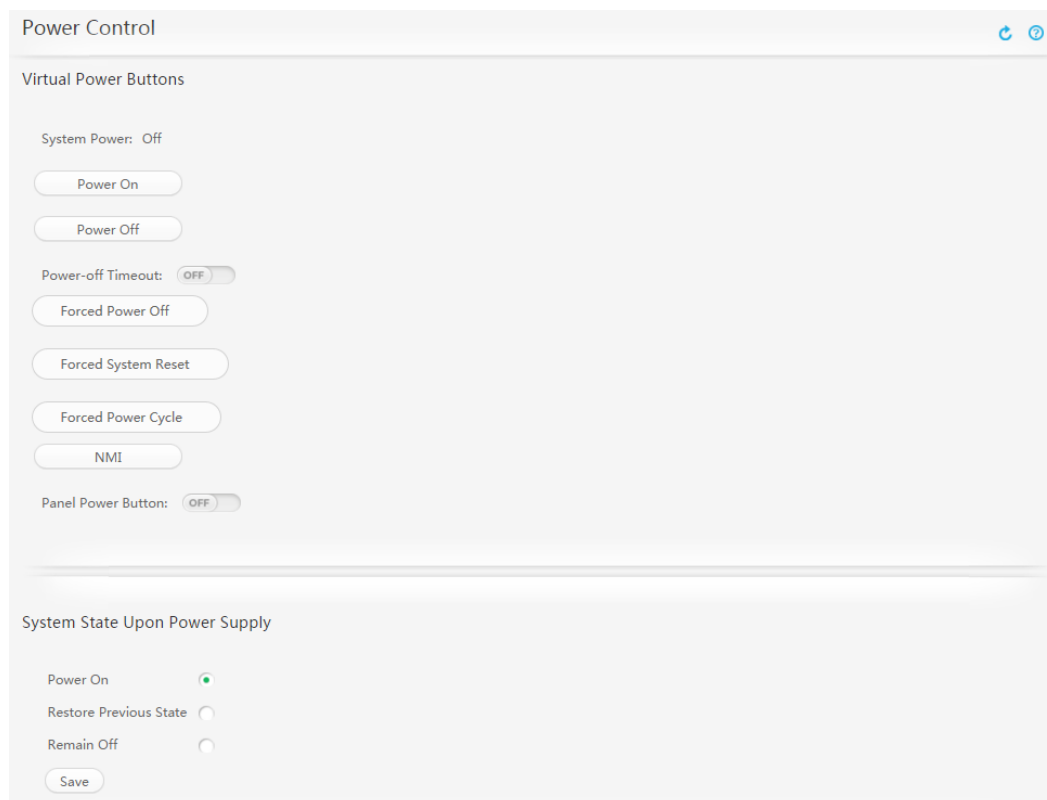 Power Control
Virtual Power Buttons
System Power: Off
Power On
Power Off
Power-off Timeout: OFF
Forced Power Off
Forced System Reset
Forced Power Cycle
NMI
Panel Power Button: OFF
System State Upon Power Supply
Power On
Restore Previous State
Remain Off
Save